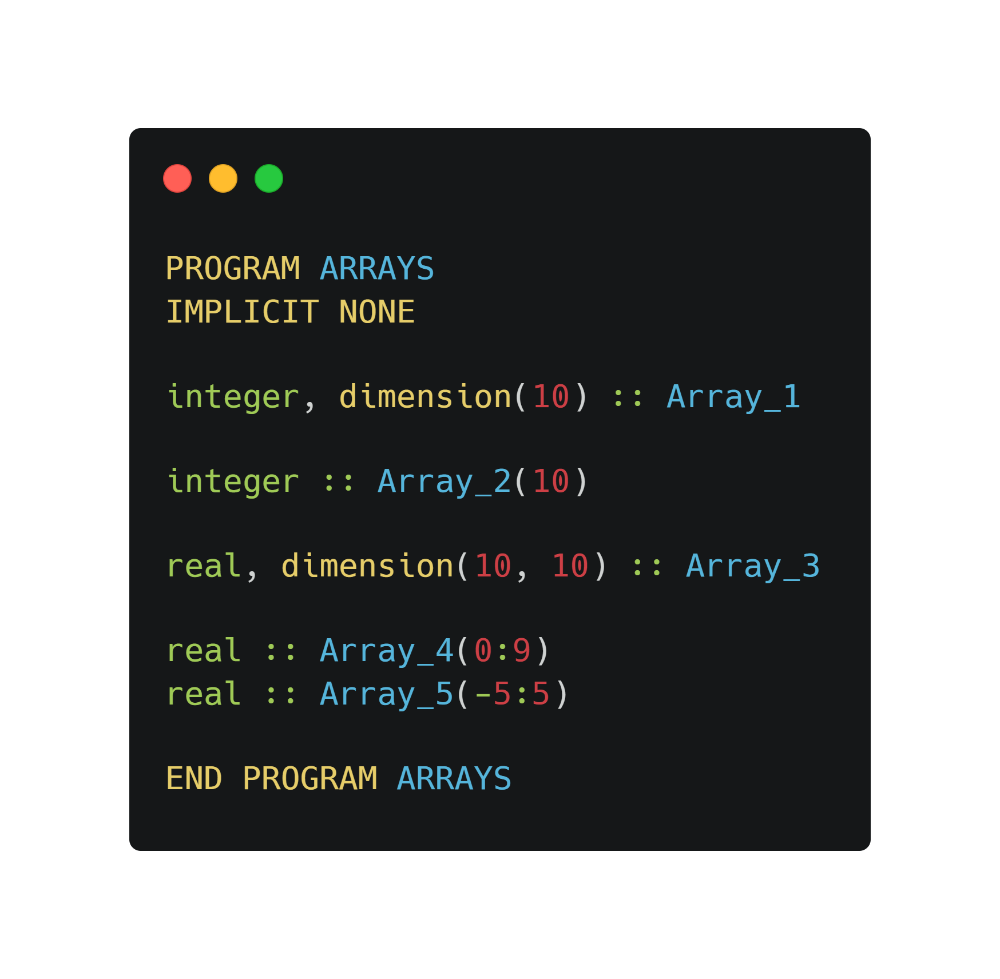 PROGRAM ARRAYS
IMPLICIT NONE
integer, dimension(10) :: Array_1
integer :: Array_2(10)
real, dimension(10, 10) :: Array_3
real :: Array_4(0:9)
real :: Array_5(-5:5)
END PROGRAM ARRAYS